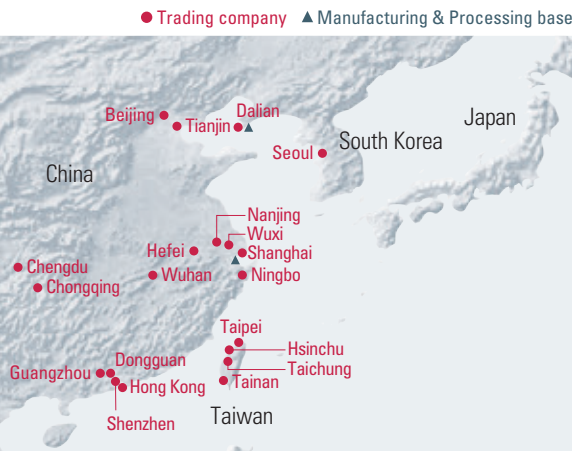 ● Trading company ▲ Manufacturing & Processing base
Beijing
Dalian
Tianjin
Japan
South Korea
Seoul
China
Nanjing
Wuxi
Hefei
Shanghai
Chengdu
Wuhan
Ningbo
Chongqing
Taipei
Hsinchu
Dongguan
Taichung
Guangzhou
Tainan
Hong Kong
Taiwan
Shenzhen